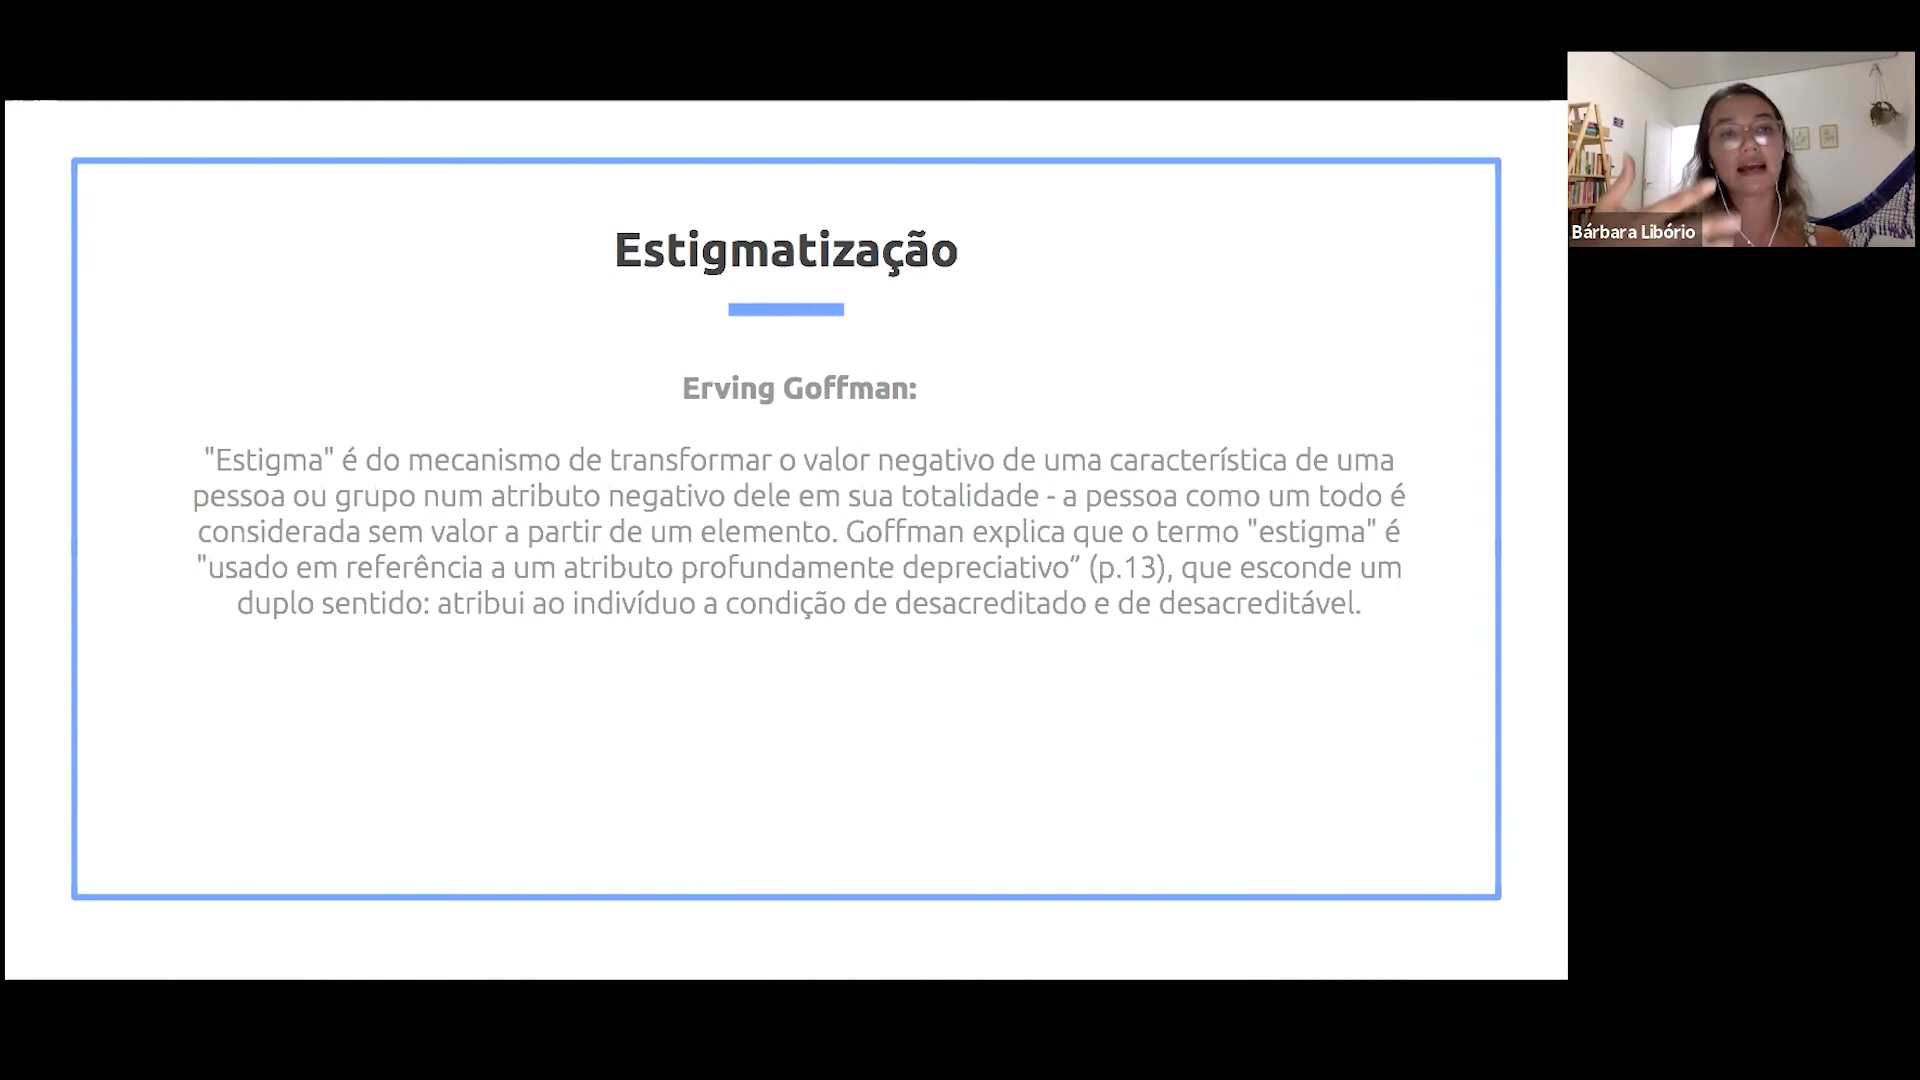 Estigmatização
Erving Goffman:
"Estigma" é do mecanismo de transformar o valor negativo de uma característica de uma
pessoa ou grupo num atributo negativo dele em sua totalidade - a pessoa como um todo é
considerada sem valor a partir de um elemento. Goffman explica que o termo "estigma" é
"usado em referência a um atributo profundamente depreciativo” (p.13), que esconde um
duplo sentido: atribui ao indivíduo a condição de desacreditado e de desacreditável.
Bárbara Libório